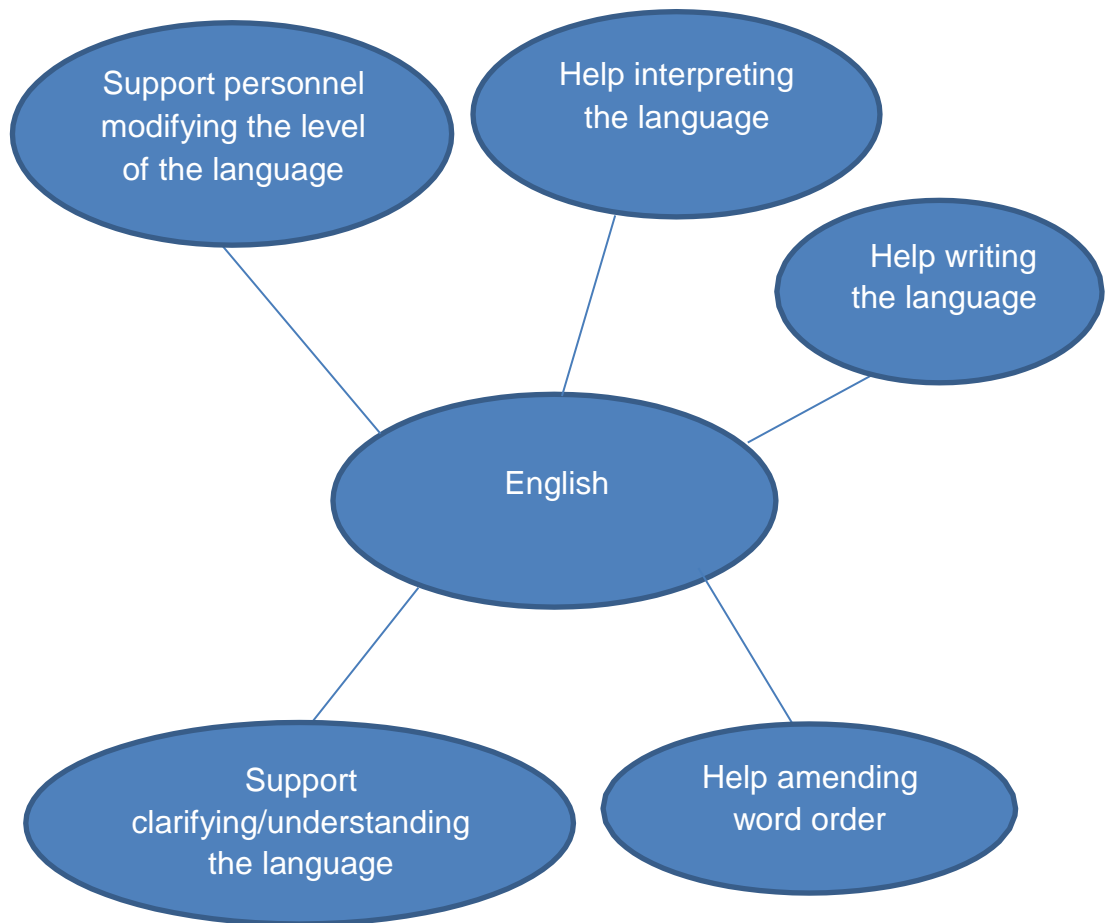 Support personnel
modifying the level
of the language
Help interpreting
the language
Help writing
the language
English
Support
clarifying/understanding
the language
Help amending
word order